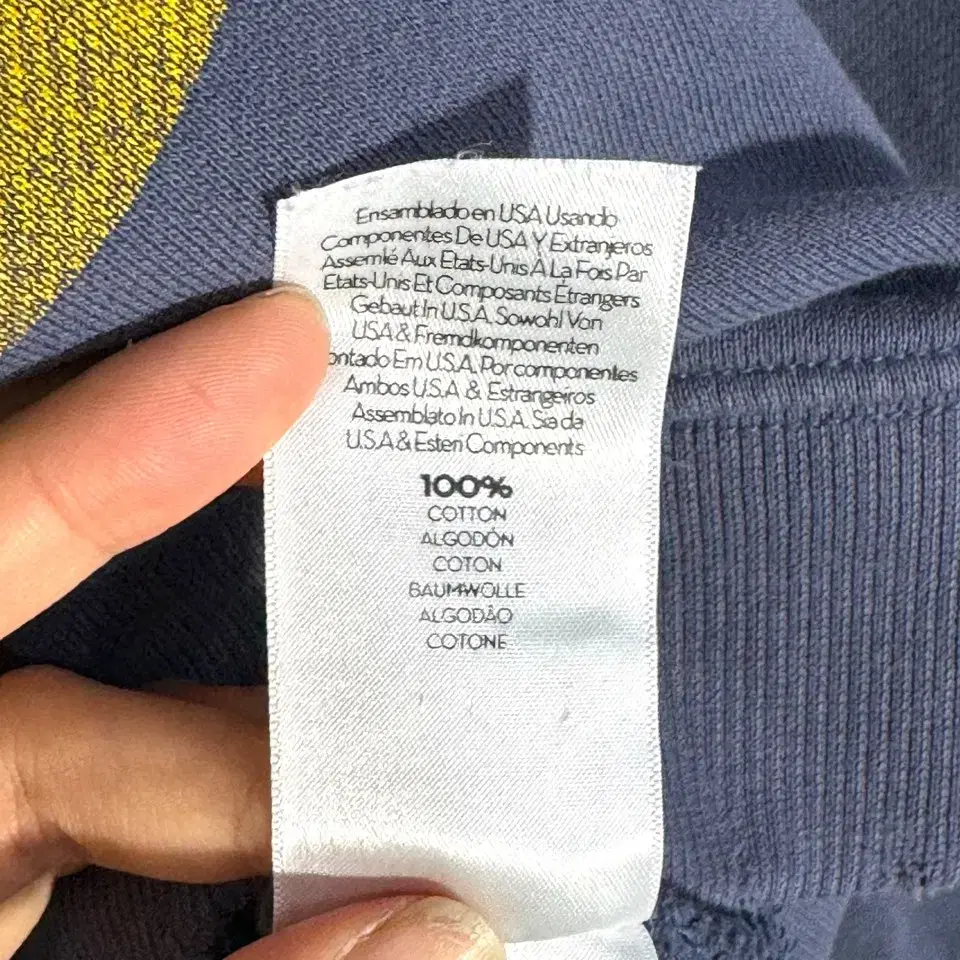 Ensamblado en USA Usando
Componentes De USA Y Extranjeros
Assemlé Aux Etats-Unis À La Fois Par
Etats-Unis Et Composants Étrangers
Gebaut In U.S.A. Sowohl Von
USA & Fremdkomponenten
ontado Em U.S.A. Por componentes
Ambos U.S.A & Estrangeiros
Assemblato In U.S.A. Sia da
U.S.A & Esteri Components
100%
COTTON
ALGODÓN
COTON
BAUMWOLLE
ALGODÃO
COTONE